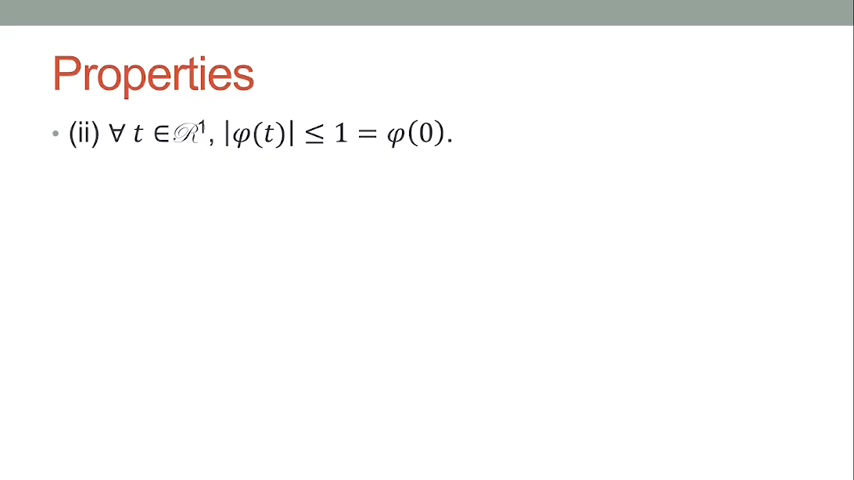 Properties
• (ii) ∀ 𝑡 ∈ℛ¹, |𝜑(𝑡)| ≤ 1 = 𝜑(0).